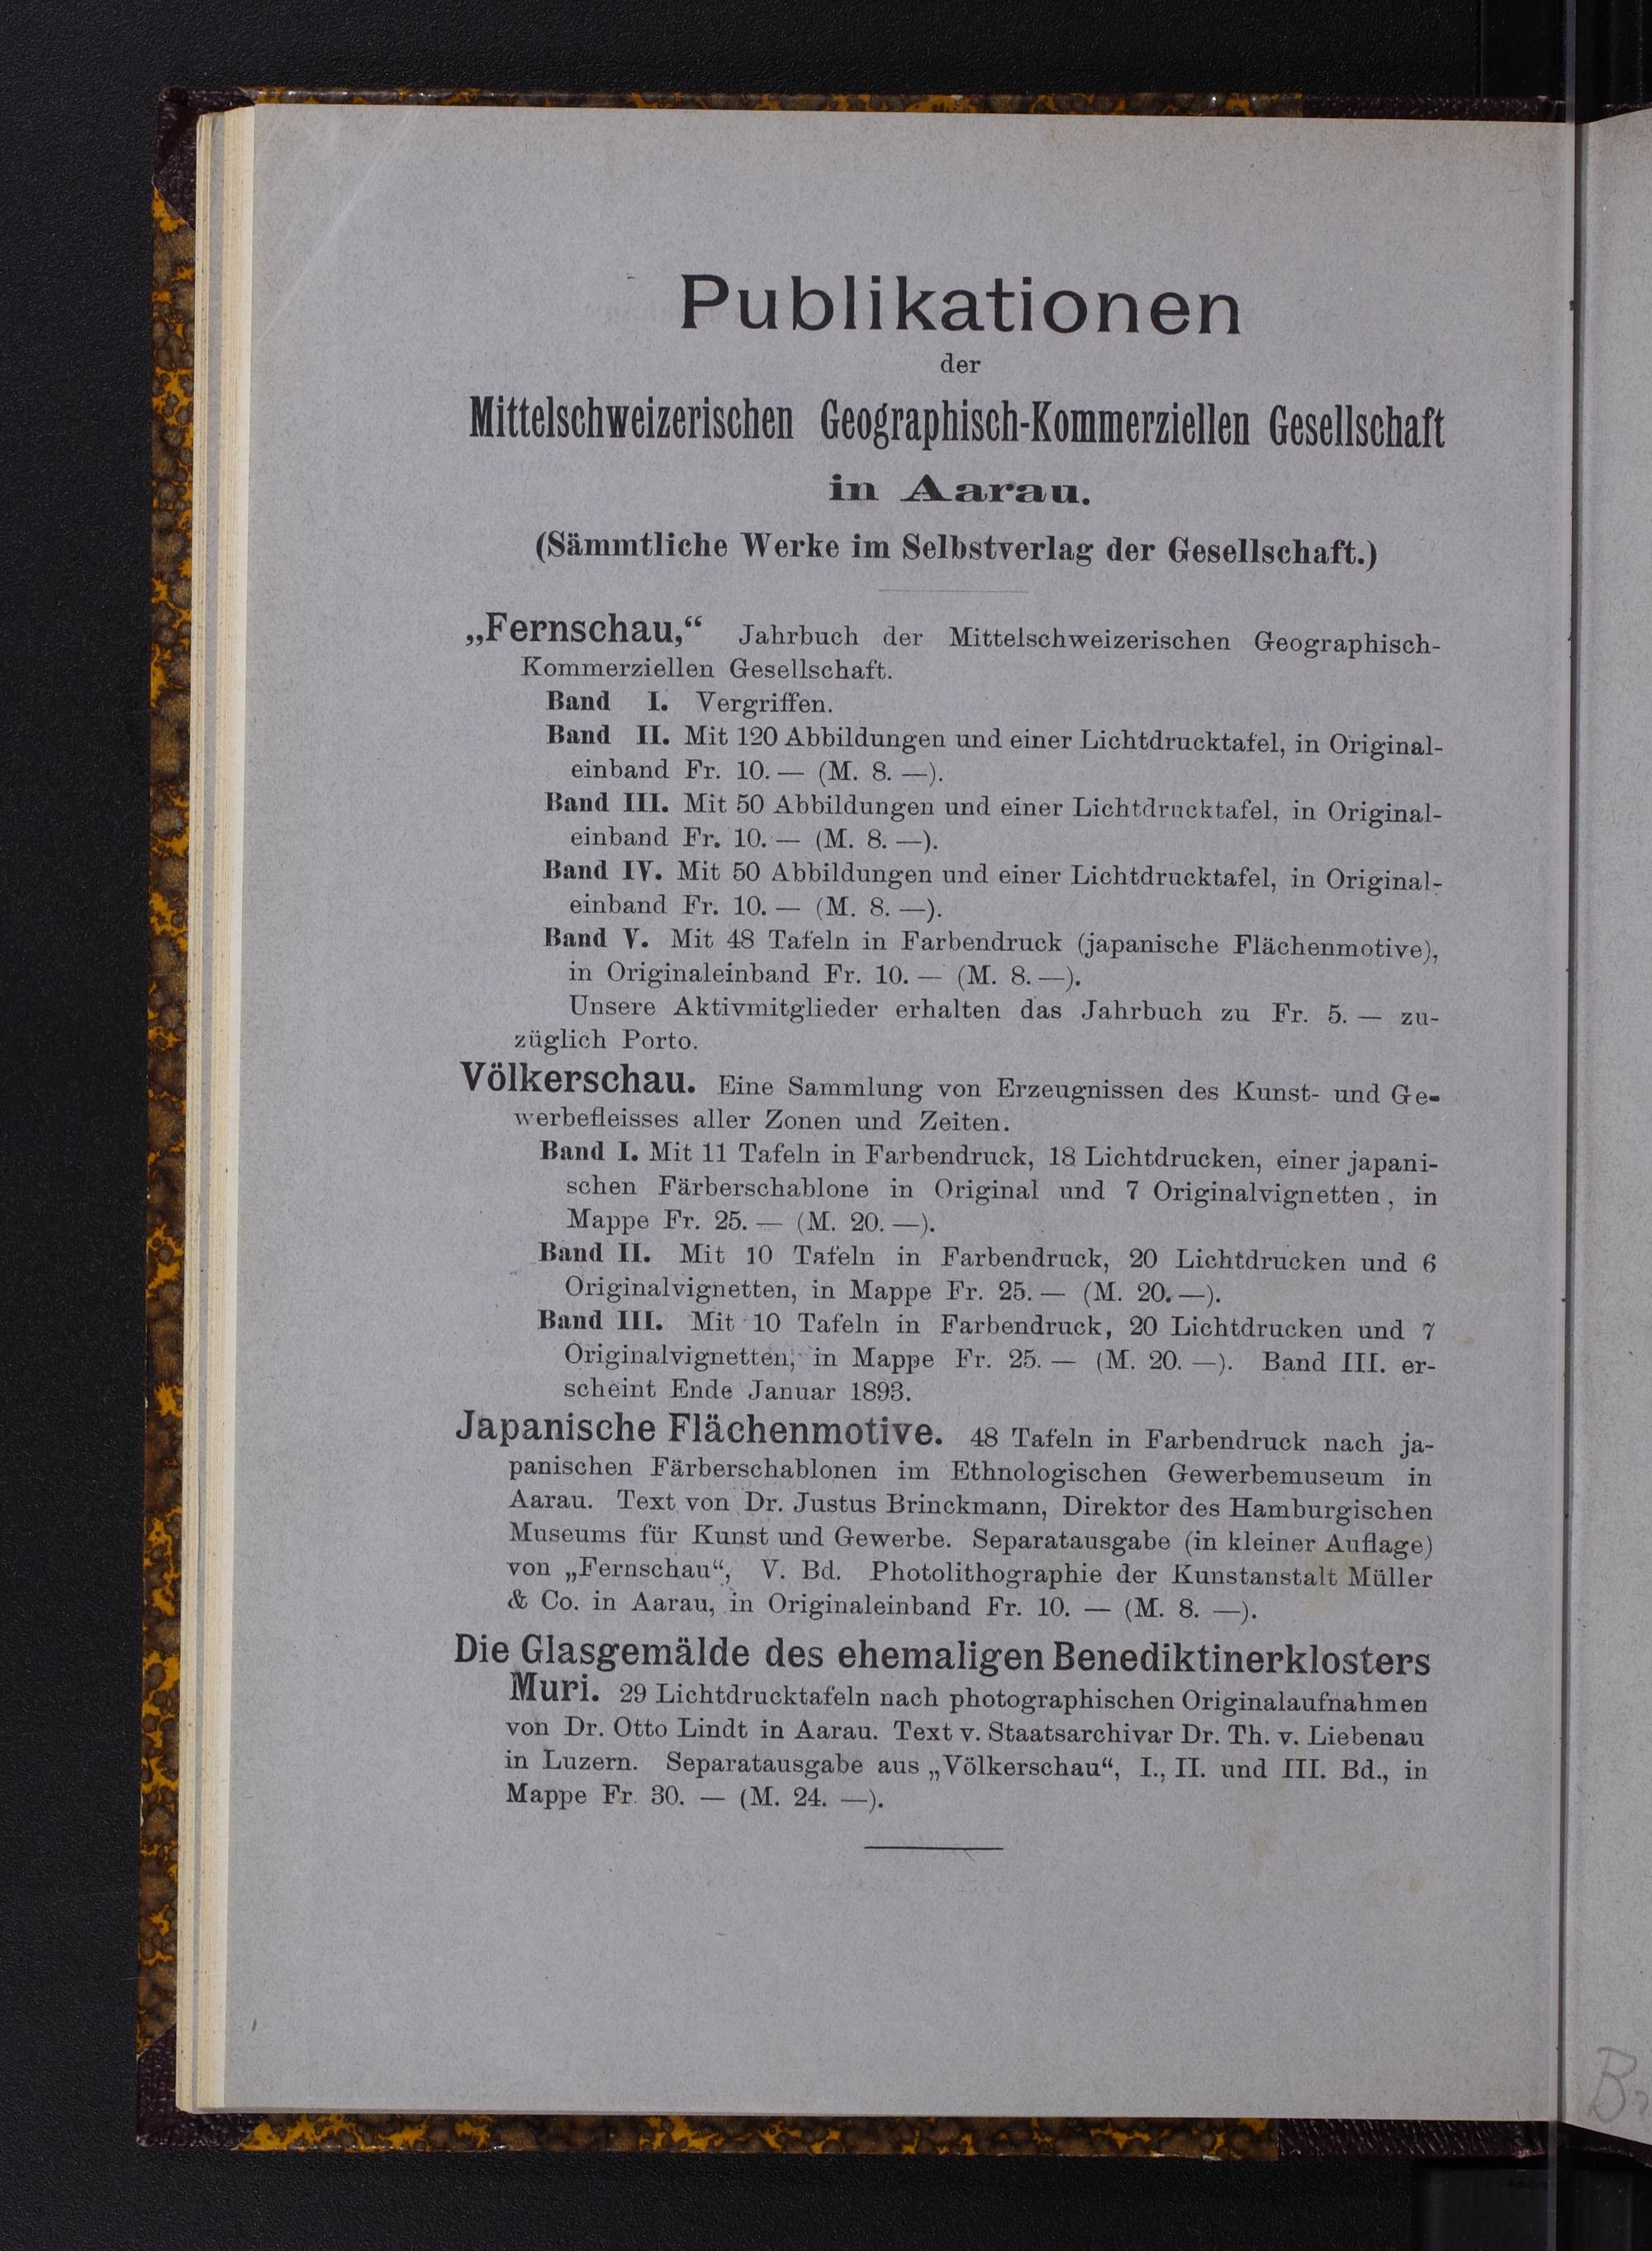 Publikationen
der
Mittelschweizerischen Geographisch-Kommerziellen Gesellschaft
in Aarau.
(Sämmtliche Werke im Selbstverlag der Gesellschaft.)
„Fernschau,“ Jahrbuch der Mittelschweizerischen Geographisch-
Kommerziellen Gesellschaft.
Band I. Vergriffen.
Band II. Mit 120 Abbildungen und einer Lichtdrucktafel, in Original-
einband Fr. 10. — (M. 8. —).
Band III. Mit 50 Abbildungen und einer Lichtdrucktafel, in Original-
einband Fr. 10. — (M. 8. —).
Band IV. Mit 50 Abbildungen und einer Lichtdrucktafel, in Original-
einband Fr. 10. — (M. 8. —).
Band V. Mit 48 Tafeln in Farbendruck (japanische Flächenmotive),
in Originaleinband Fr. 10. — (M. 8. —).
Unsere Aktivmitglieder erhalten das Jahrbuch zu Fr. 5. — zu-
züglich Porto.
Völkerschau. Eine Sammlung von Erzeugnissen des Kunst- und Ge-
werbefleisses aller Zonen und Zeiten.
Band I. Mit 11 Tafeln in Farbendruck, 18 Lichtdrucken, einer japani-
schen Färberschablone in Original und 7 Originalvignetten, in
Mappe Fr. 25. — (M. 20. —).
Band II. Mit 10 Tafeln in Farbendruck, 20 Lichtdrucken und 6
Originalvignetten, in Mappe Fr. 25. — (M. 20. —).
Band III. Mit 10 Tafeln in Farbendruck, 20 Lichtdrucken und 7
Originalvignetten, in Mappe Fr. 25. — (M. 20. —). Band III. er-
scheint Ende Januar 1893.
Japanische Flächenmotive. 48 Tafeln in Farbendruck nach ja-
panischen Färberschablonen im Ethnologischen Gewerbemuseum in
Aarau. Text von Dr. Justus Brinckmann, Direktor des Hamburgischen
Museums für Kunst und Gewerbe. Separatausgabe (in kleiner Auflage)
von „Fernschau“, V. Bd. Photolithographie der Kunstanstalt Müller
& Co. in Aarau, in Originaleinband Fr. 10. — (M. 8. —).
Die Glasgemälde des ehemaligen Benediktinerklosters
Muri. 29 Lichtdrucktafeln nach photographischen Originalaufnahmen
von Dr. Otto Lindt in Aarau. Text v. Staatsarchivar Dr. Th. v. Liebenau
in Luzern. Separatausgabe aus „Völkerschau“, I., II. und III. Bd., in
Mappe Fr. 30. — (M. 24. —).